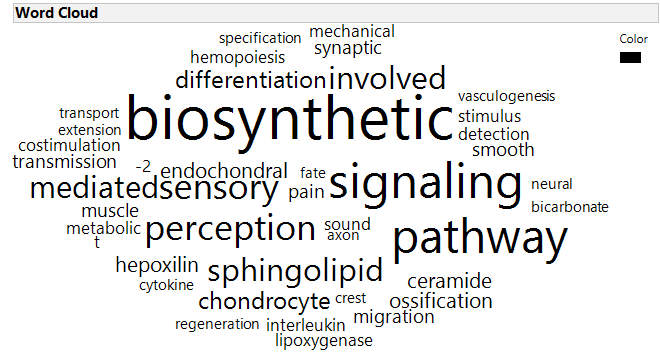 Word Cloud
Color
specification mechanical
hemopoiesis synaptic
differentiation involved
vasculogenesis
transport biosynthetic stimulus
extension detection
costimulation smooth
transmission -2 endochondral fate
mediated sensory pain signaling neural
muscle bicarbonate
metabolic perception sound pathway
t axon
hepoxilin sphingolipid ceramide
cytokine
chondrocyte crest ossification
regeneration interleukin migration
lipoxygenase